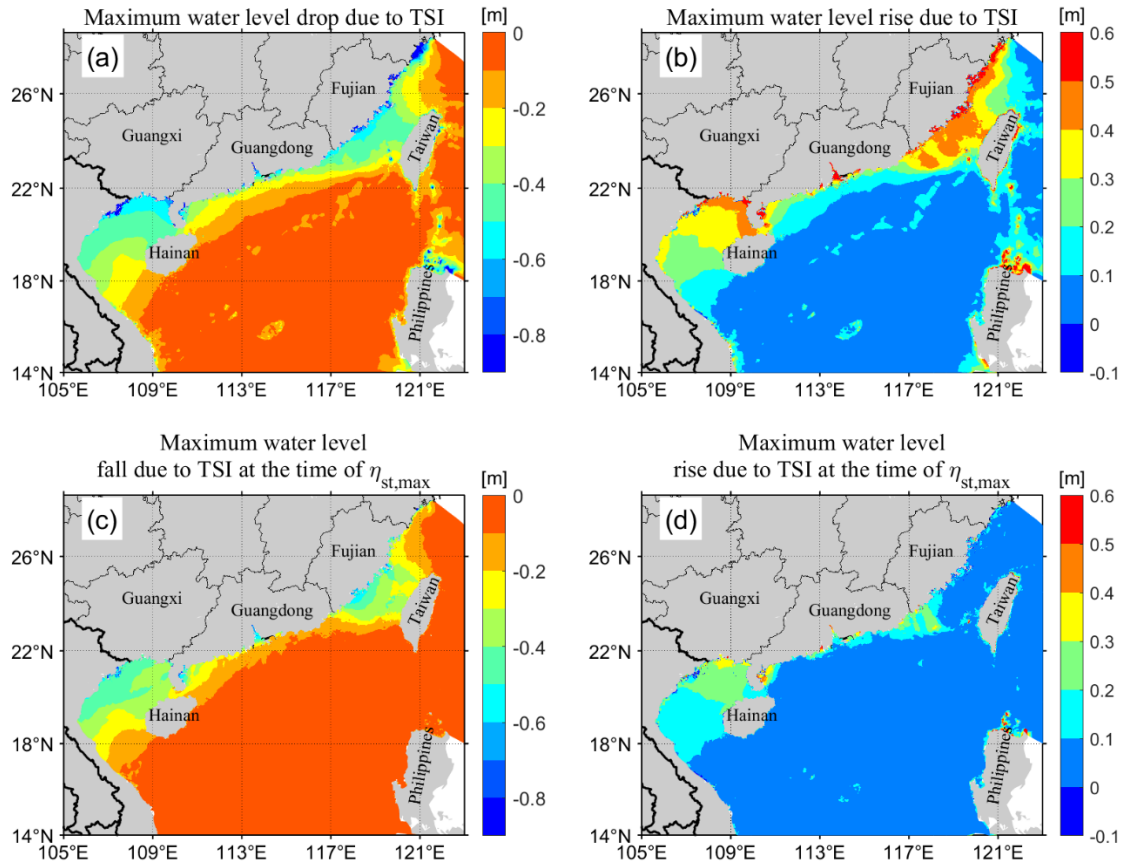 Maximum water level drop due to TSI
[m]
(a)
Fujian
Guangxi
Guangdong
Taiwan
Hainan
Philippines
26°N
22°N
18°N
14°N
105°E
109°E
113°E
117°E
121°E
0
-0.2
-0.4
-0.6
-0.8
Maximum water level rise due to TSI
[m]
(b)
Fujian
Guangxi
Guangdong
Taiwan
Hainan
Philippines
26°N
22°N
18°N
14°N
105°E
109°E
113°E
117°E
121°E
0.6
0.5
0.4
0.3
0.2
0.1
0
-0.1
Maximum water level
fall due to TSI at the time of ηst,max
[m]
(c)
Fujian
Guangxi
Guangdong
Taiwan
Hainan
Philippines
26°N
22°N
18°N
14°N
105°E
109°E
113°E
117°E
121°E
0
-0.2
-0.4
-0.6
-0.8
Maximum water level
rise due to TSI at the time of ηst,max
[m]
(d)
Fujian
Guangxi
Guangdong
Taiwan
Hainan
Philippines
26°N
22°N
18°N
14°N
105°E
109°E
113°E
117°E
121°E
0.6
0.5
0.4
0.3
0.2
0.1
0
-0.1